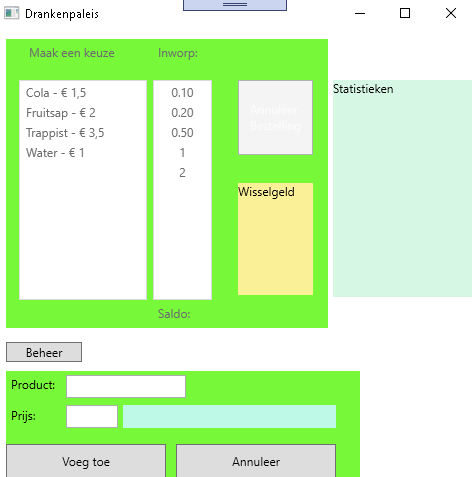 Drankenpaleis
Maak een keuze
Inworp:
Cola - € 1,5
Fruitsap - € 2
Trappist - € 3,5
Water - € 1
0.10
0.20
0.50
1
2
Annuleer
Bestelling
Wisselgeld
Saldo:
Statistieken
Beheer
Product:
Prijs:
Voeg toe
Annuleer